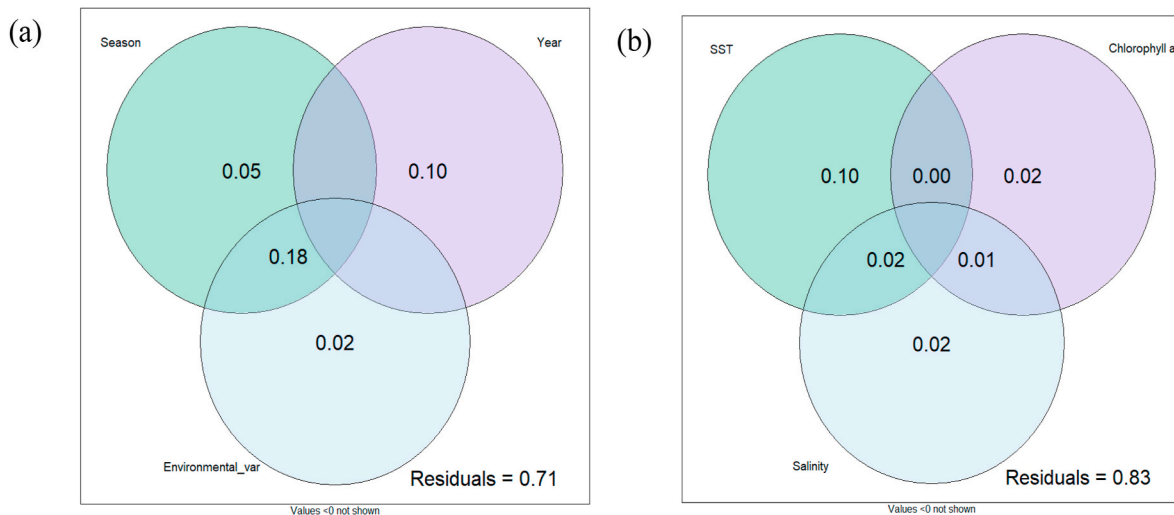 (a)
Season
Year
0.05
0.10
0.18
0.02
Environmental_var
Residuals = 0.71
Values <0 not shown
(b)
SST
Chlorophyll a
0.10
0.00
0.02
0.02
0.01
0.02
Salinity
Residuals = 0.83
Values <0 not shown